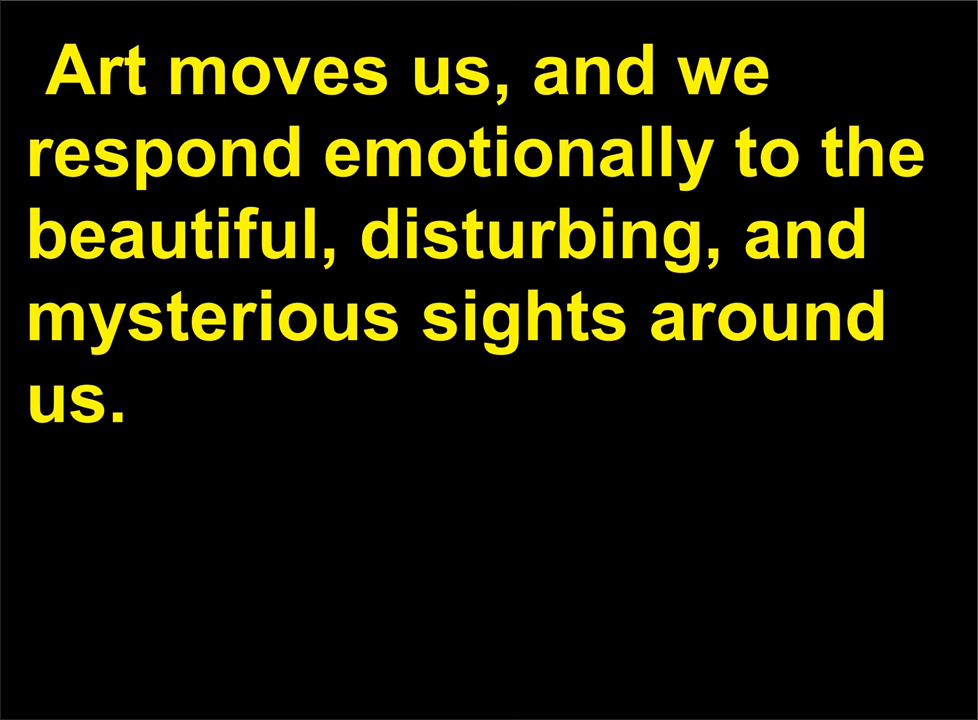 Art moves us, and we
respond emotionally to the
beautiful, disturbing, and
mysterious sights around
us.